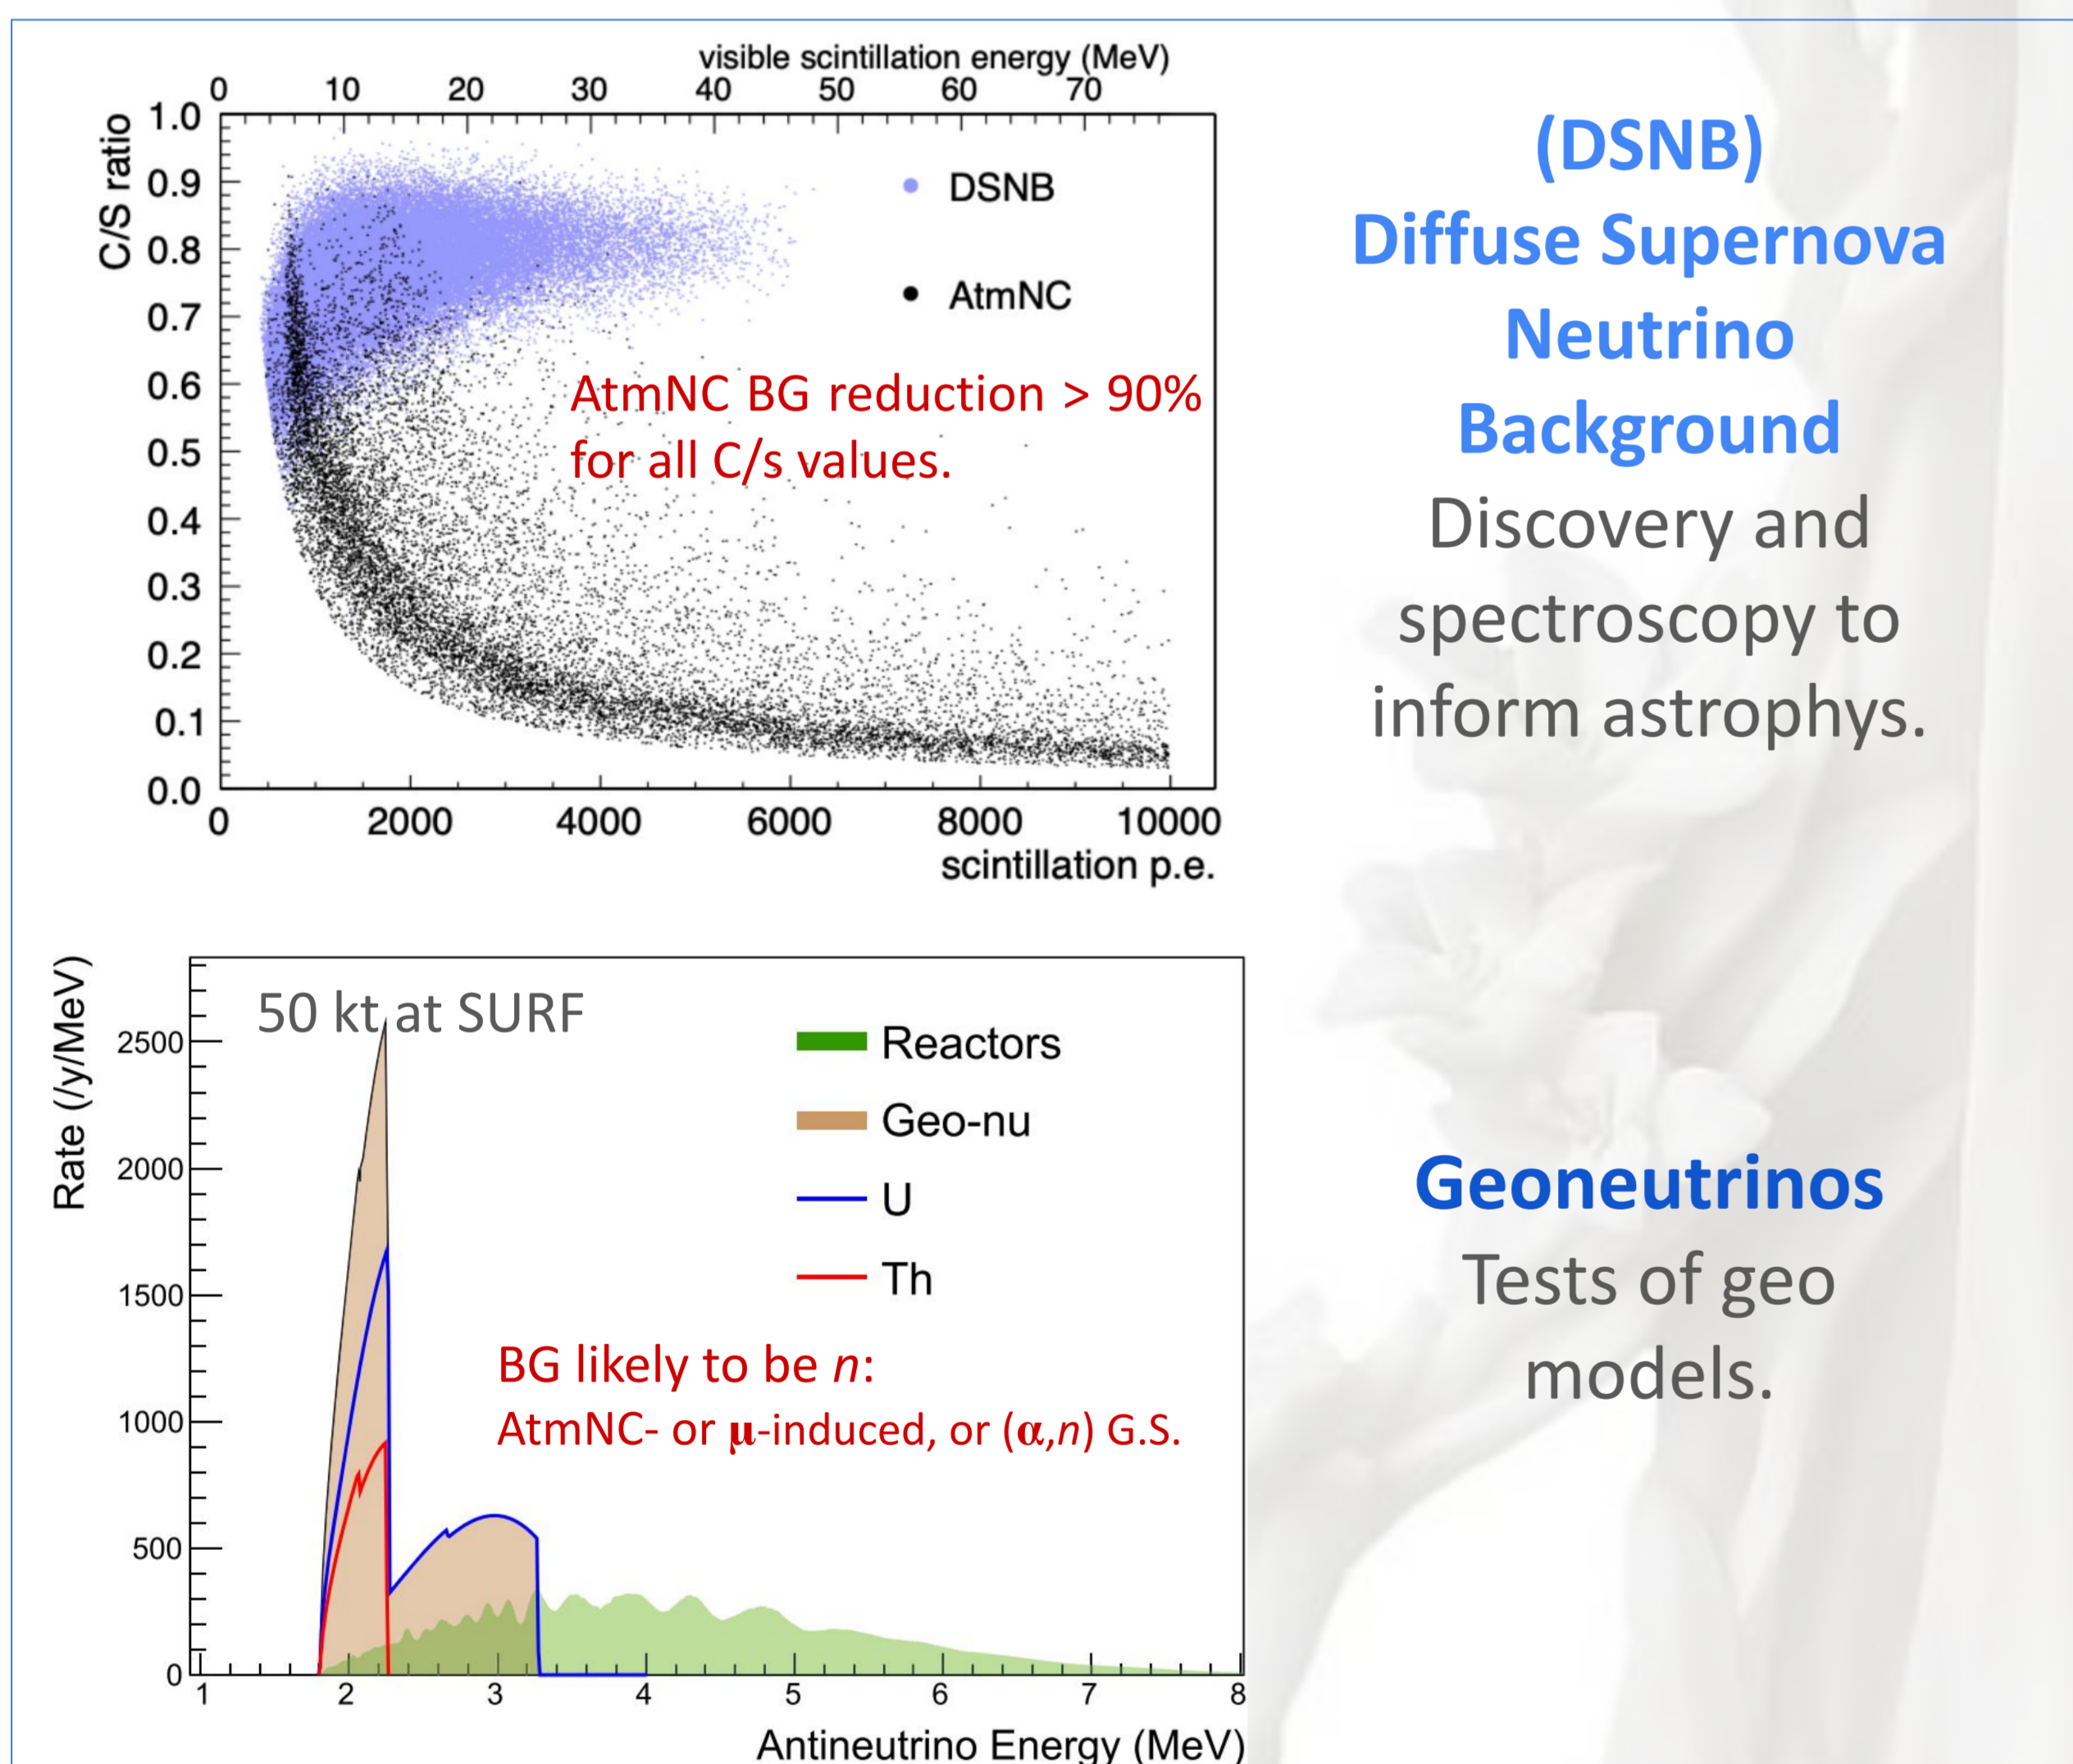 visible scintillation energy (MeV)
0 10 20 30 40 50 60 70
C/S ratio
1.0
0.9
0.8
0.7
0.6
0.5
0.4
0.3
0.2
0.1
0.0
DSNB
AtmNC
AtmNC BG reduction > 90%
for all C/s values.
0 2000 4000 6000 8000 10000
scintillation p.e.
(DSNB)
Diffuse Supernova
Neutrino
Background
Discovery and
spectroscopy to
inform astrophys.
Rate (/y/MeV)
50 kt at SURF
2500
2000
1500
1000
500
0
Reactors
Geo-nu
U
Th
BG likely to be n:
AtmNC- or μ-induced, or (α,n) G.S.
1 2 3 4 5 6 7 8
Antineutrino Energy (MeV)
Geoneutrinos
Tests of geo
models.